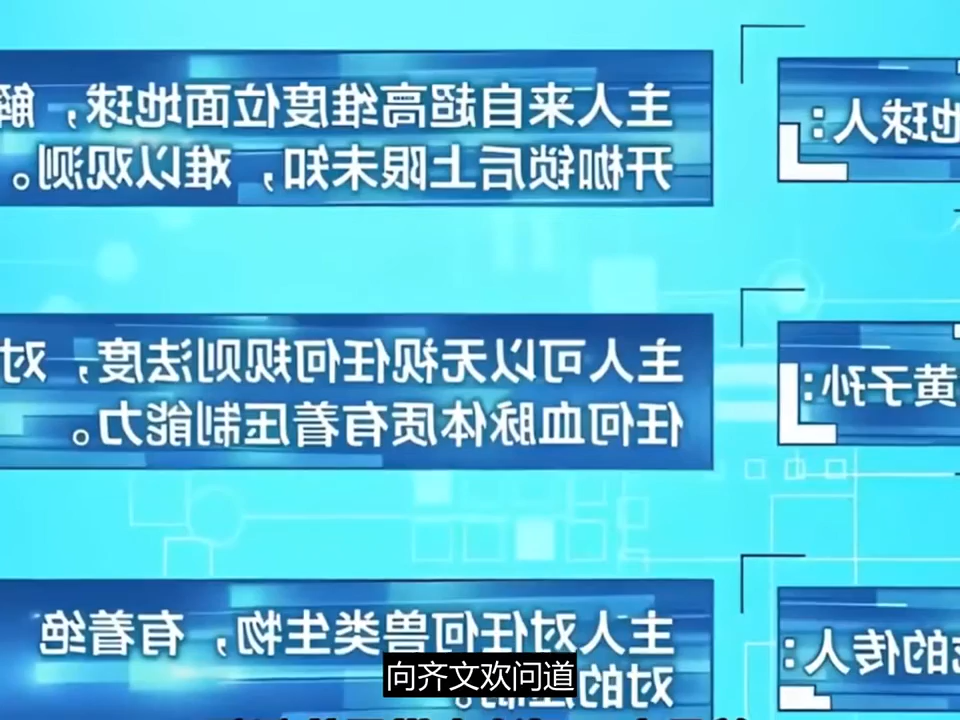 地球人：
主人来自超高维度位面地球，解
开枷锁后上限未知，难以观测。
黄子孙：
主人可以无视任何规则法度，对
任何血脉体质有着压制能力。
的传人：
主人对任何兽类生物，有着绝
对的压制。
向齐文欢问道